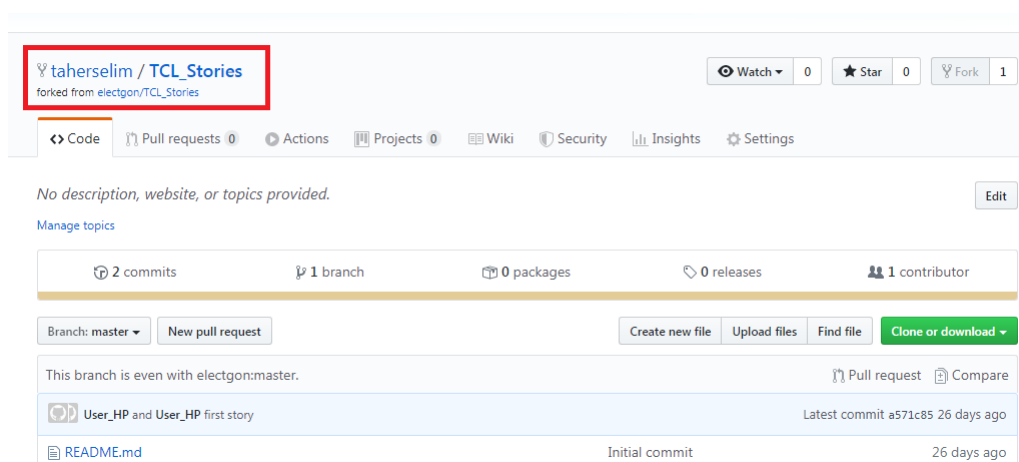 taherselim / TCL_Stories
forked from electgon/TCL_Stories
Watch 0 Star 0 Fork 1
Code Pull requests 0 Actions Projects 0 Wiki Security Insights Settings
No description, website, or topics provided.
Edit
Manage topics
2 commits 1 branch 0 packages 0 releases 1 contributor
Branch: master New pull request Create new file Upload files Find file Clone or download
This branch is even with electgon:master. Pull request Compare
User_HP and User_HP first story Latest commit a571c85 26 days ago
README.md Initial commit 26 days ago